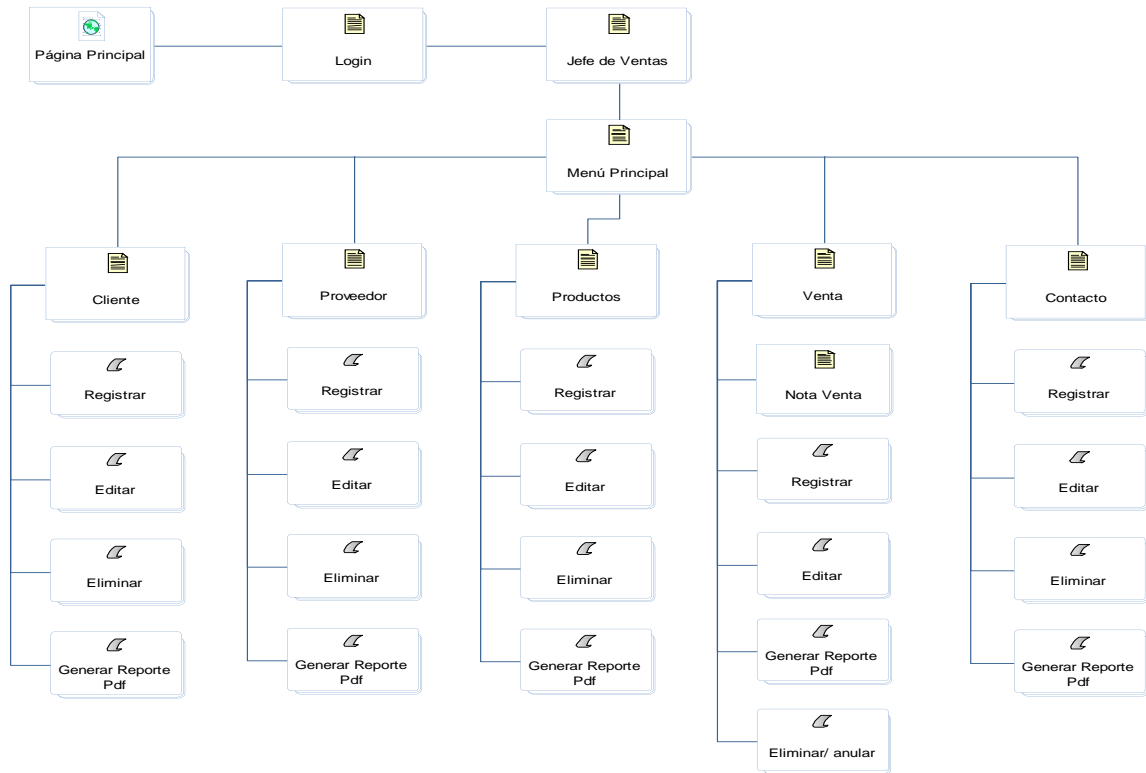 Página Principal
Login
Jefe de Ventas
Menú Principal
Cliente
Registrar
Editar
Eliminar
Generar Reporte
Pdf
Proveedor
Registrar
Editar
Eliminar
Generar Reporte
Pdf
Productos
Registrar
Editar
Eliminar
Generar Reporte
Pdf
Venta
Nota Venta
Registrar
Editar
Generar Reporte
Pdf
Eliminar/ anular
Contacto
Registrar
Editar
Eliminar
Generar Reporte
Pdf